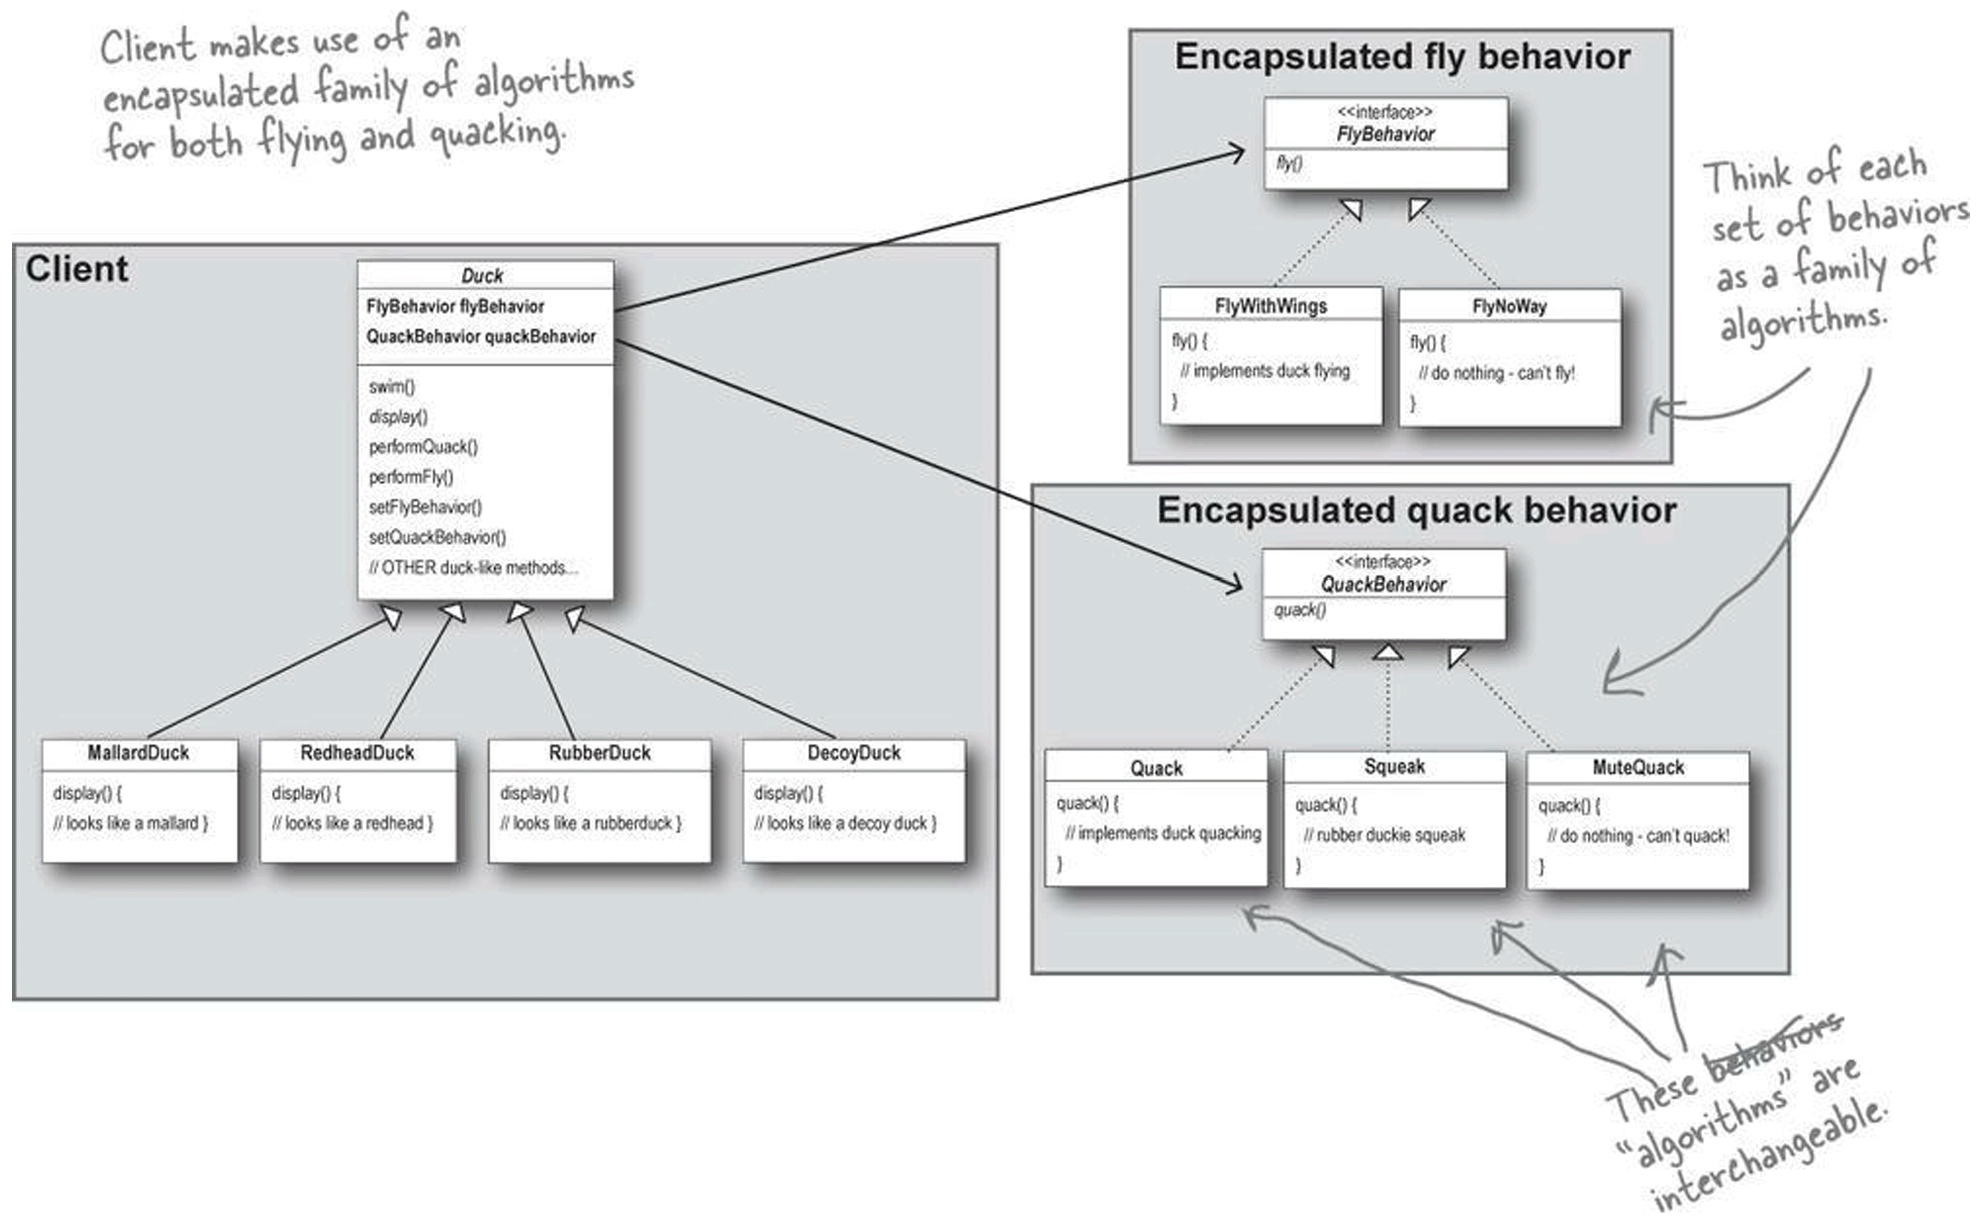 Client makes use of an
encapsulated family of algorithms
for both flying and quacking.
Client
Duck
FlyBehavior flyBehavior
QuackBehavior quackBehavior
swim()
display()
performQuack()
performFly()
setFlyBehavior()
setQuackBehavior()
// OTHER duck-like methods...
MallardDuck
display() {
// looks like a mallard }
RedheadDuck
display() {
// looks like a redhead }
RubberDuck
display() {
// looks like a rubberduck }
DecoyDuck
display() {
// looks like a decoy duck }
Encapsulated fly behavior
<<interface>>
FlyBehavior
fly()
FlyWithWings
fly() {
// implements duck flying
}
FlyNoWay
fly() {
// do nothing - can't fly!
}
Think of each
set of behaviors
as a family of
algorithms.
Encapsulated quack behavior
<<interface>>
QuackBehavior
quack()
Quack
quack() {
// implements duck quacking
}
Squeak
quack() {
// rubber duckie squeak
}
MuteQuack
quack() {
// do nothing - can't quack!
}
These behaviors
“algorithms” are
interchangeable.